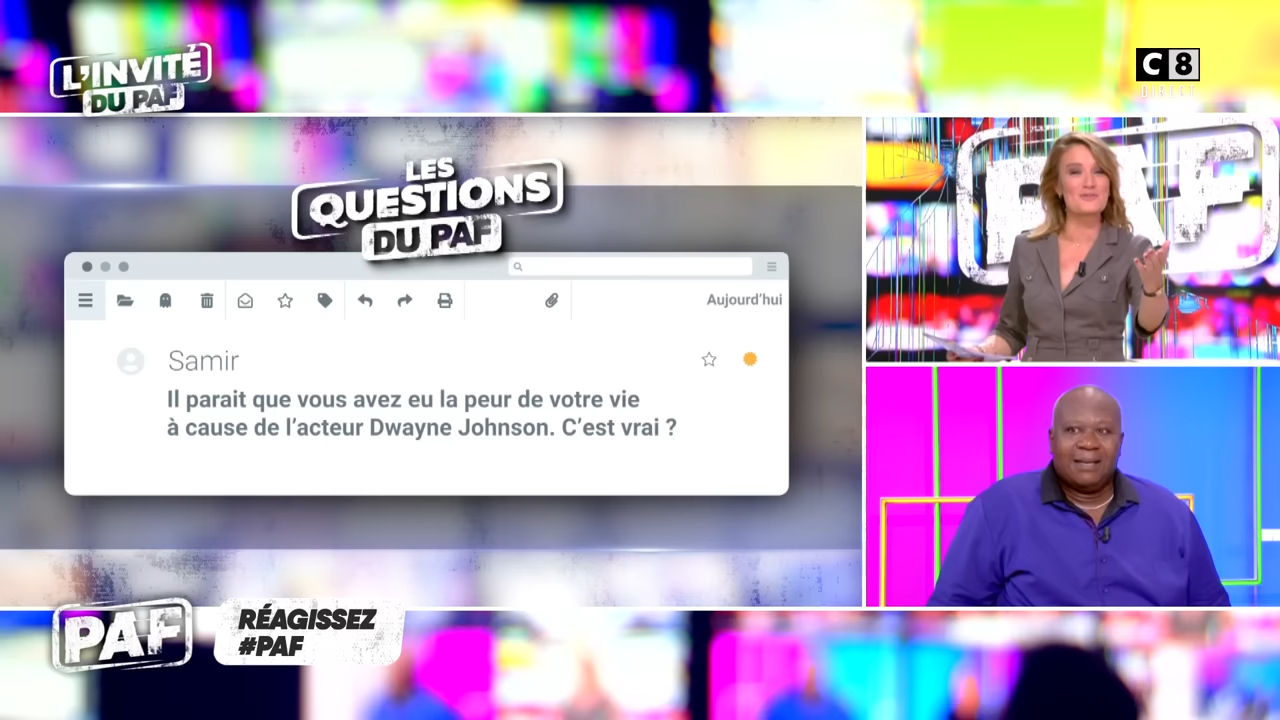 L'INVITÉ
DU PAF
C8
DIRECT
LES
QUESTIONS
DU PAF
Aujourd'hui
Samir
Il parait que vous avez eu la peur de votre vie
à cause de l'acteur Dwayne Johnson. C'est vrai ?
PAF
PAF
RÉAGISSEZ
#PAF